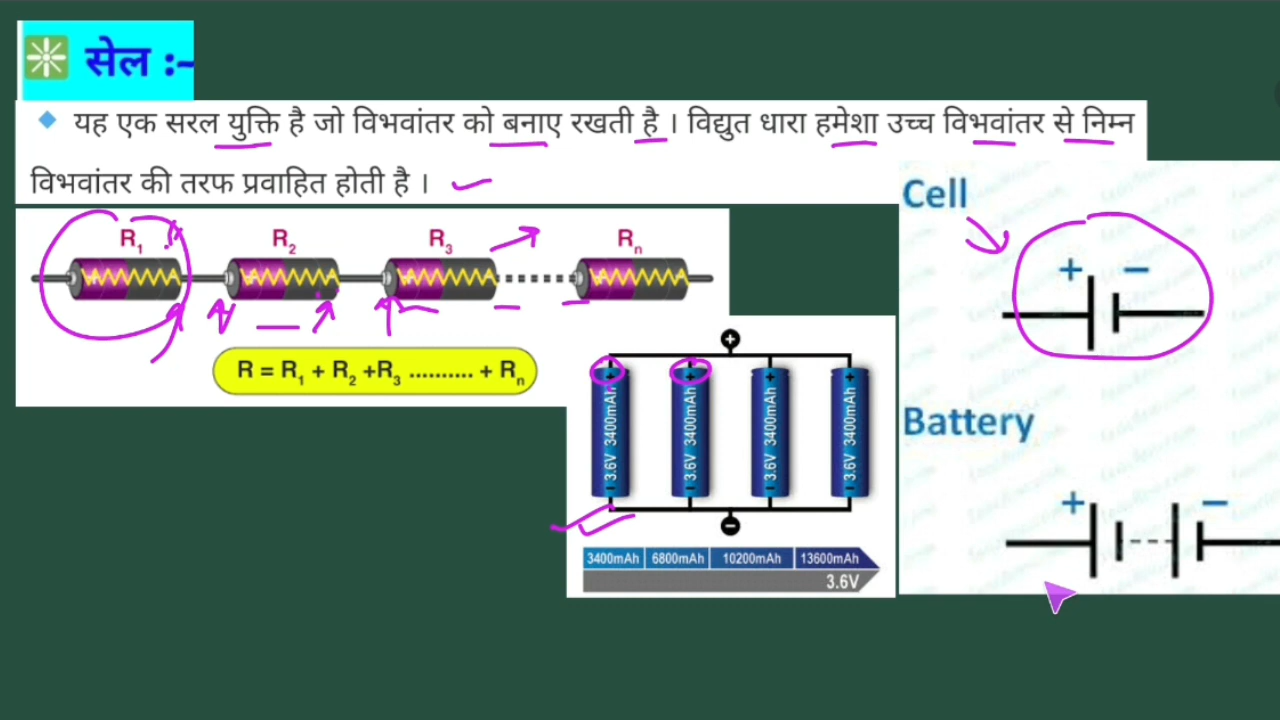 सेल :-
यह एक सरल युक्ति है जो विभवांतर को बनाए रखती है । विद्युत धारा हमेशा उच्च विभवांतर से निम्न
विभवांतर की तरफ प्रवाहित होती है ।
R1 R2 R3 Rn
R = R1 + R2 +R3 .......... + Rn
+
+ 3.6V 3400mAh −
+ 3.6V 3400mAh −
+ 3.6V 3400mAh −
+ 3.6V 3400mAh −
−
3400mAh 6800mAh 10200mAh 13600mAh
3.6V
Cell
+ −
Battery
+ −